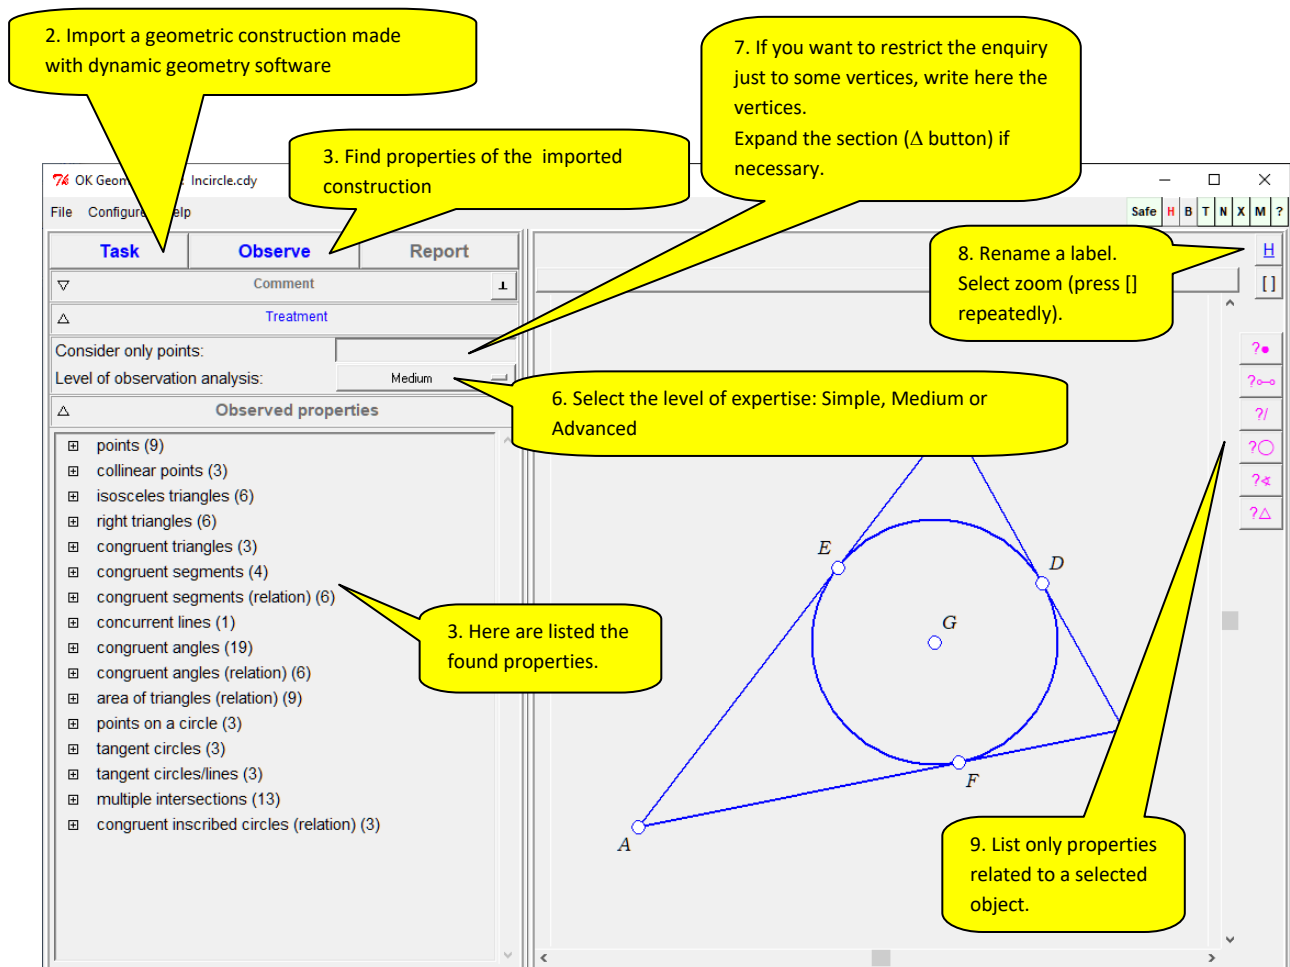 2. Import a geometric construction made
with dynamic geometry software
7. If you want to restrict the enquiry
just to some vertices, write here the
vertices.
Expand the section (Δ button) if
necessary.
3. Find properties of the imported
construction
OK Geom
Incircle.cdy
File Configure elp
Safe H B T N X M ?
Task Observe Report
Comment
Treatment
8. Rename a label.
Select zoom (press []
repeatedly).
H
[ ]
Consider only points:
Level of observation analysis: Medium
6. Select the level of expertise: Simple, Medium or
Advanced
Observed properties
points (9)
collinear points (3)
isosceles triangles (6)
right triangles (6)
congruent triangles (3)
congruent segments (4)
congruent segments (relation) (6)
concurrent lines (1)
congruent angles (19)
congruent angles (relation) (6)
area of triangles (relation) (9)
points on a circle (3)
tangent circles (3)
tangent circles/lines (3)
multiple intersections (13)
congruent inscribed circles (relation) (3)
3. Here are listed the
found properties.
E
D
G
F
A
?●
?o–o
?/
?○
?∢
?△
9. List only properties
related to a selected
object.